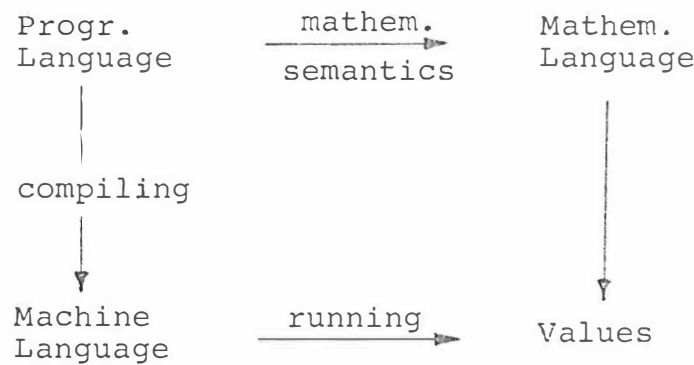 Progr.
Language
mathem.
semantics
Mathem.
Language
compiling
Machine
Language
running
Values